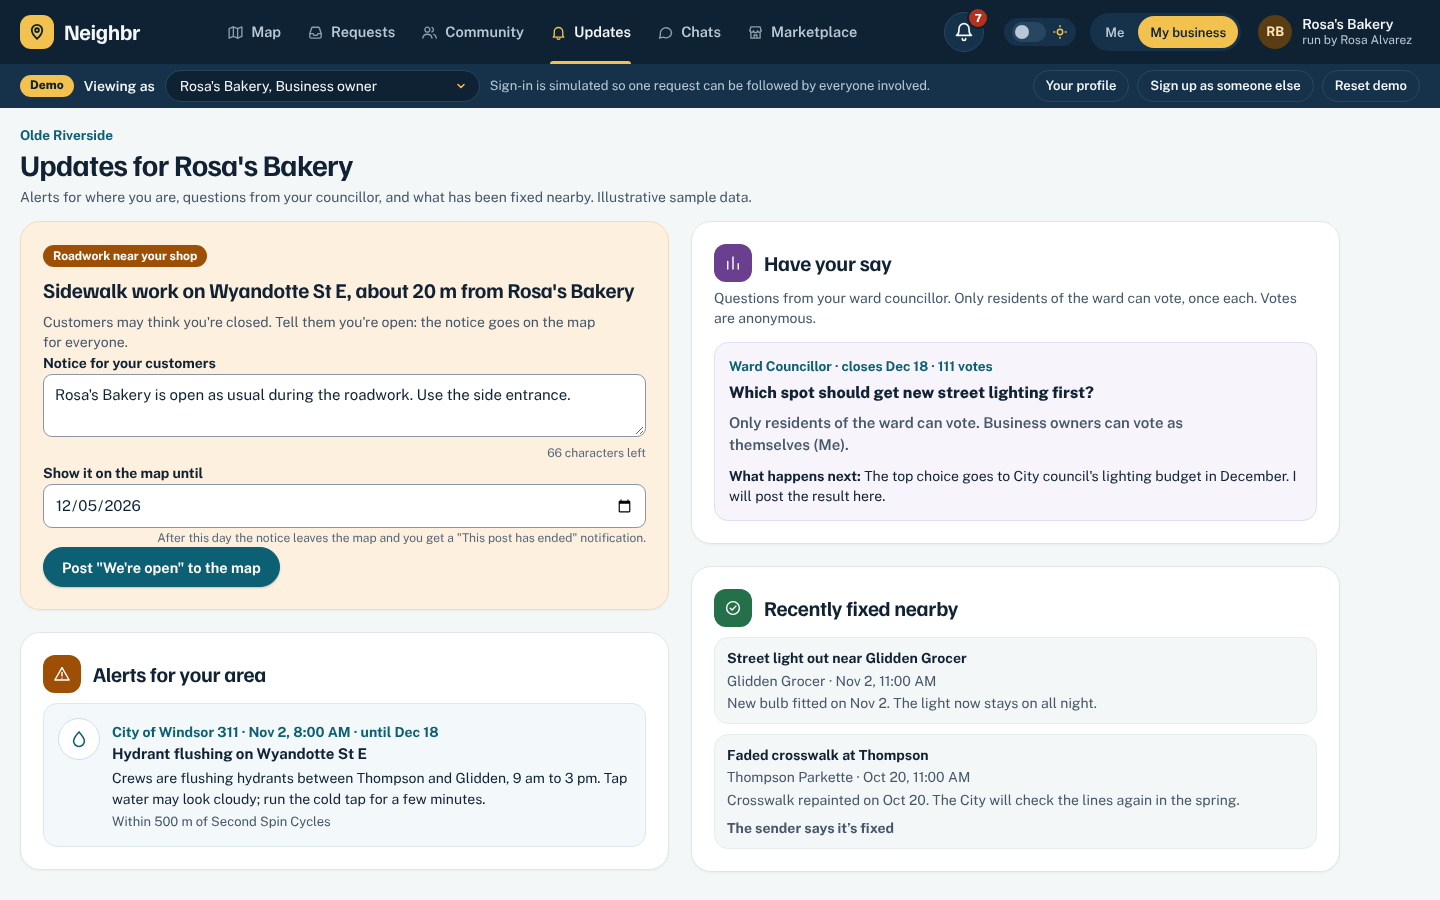 Neighbr
Map
Requests
Community
Updates
Chats
Marketplace
7
Me
My business
RB
Rosa's Bakery
run by Rosa Alvarez
Demo
Viewing as
Rosa's Bakery, Business owner
Sign-in is simulated so one request can be followed by everyone involved.
Your profile
Sign up as someone else
Reset demo
Olde Riverside
Updates for Rosa's Bakery
Alerts for where you are, questions from your councillor, and what has been fixed nearby. Illustrative sample data.
Roadwork near your shop
Sidewalk work on Wyandotte St E, about 20 m from Rosa's Bakery
Customers may think you're closed. Tell them you're open: the notice goes on the map
for everyone.
Notice for your customers
Rosa's Bakery is open as usual during the roadwork. Use the side entrance.
66 characters left
Show it on the map until
12/05/2026
After this day the notice leaves the map and you get a "This post has ended" notification.
Post "We're open" to the map
Alerts for your area
City of Windsor 311 · Nov 2, 8:00 AM · until Dec 18
Hydrant flushing on Wyandotte St E
Crews are flushing hydrants between Thompson and Glidden, 9 am to 3 pm. Tap
water may look cloudy; run the cold tap for a few minutes.
Within 500 m of Second Spin Cycles
Have your say
Questions from your ward councillor. Only residents of the ward can vote, once each. Votes
are anonymous.
Ward Councillor · closes Dec 18 · 111 votes
Which spot should get new street lighting first?
Only residents of the ward can vote. Business owners can vote as
themselves (Me).
What happens next: The top choice goes to City council's lighting budget in December. I
will post the result here.
Recently fixed nearby
Street light out near Glidden Grocer
Glidden Grocer · Nov 2, 11:00 AM
New bulb fitted on Nov 2. The light now stays on all night.
Faded crosswalk at Thompson
Thompson Parkette · Oct 20, 11:00 AM
Crosswalk repainted on Oct 20. The City will check the lines again in the spring.
The sender says it’s fixed